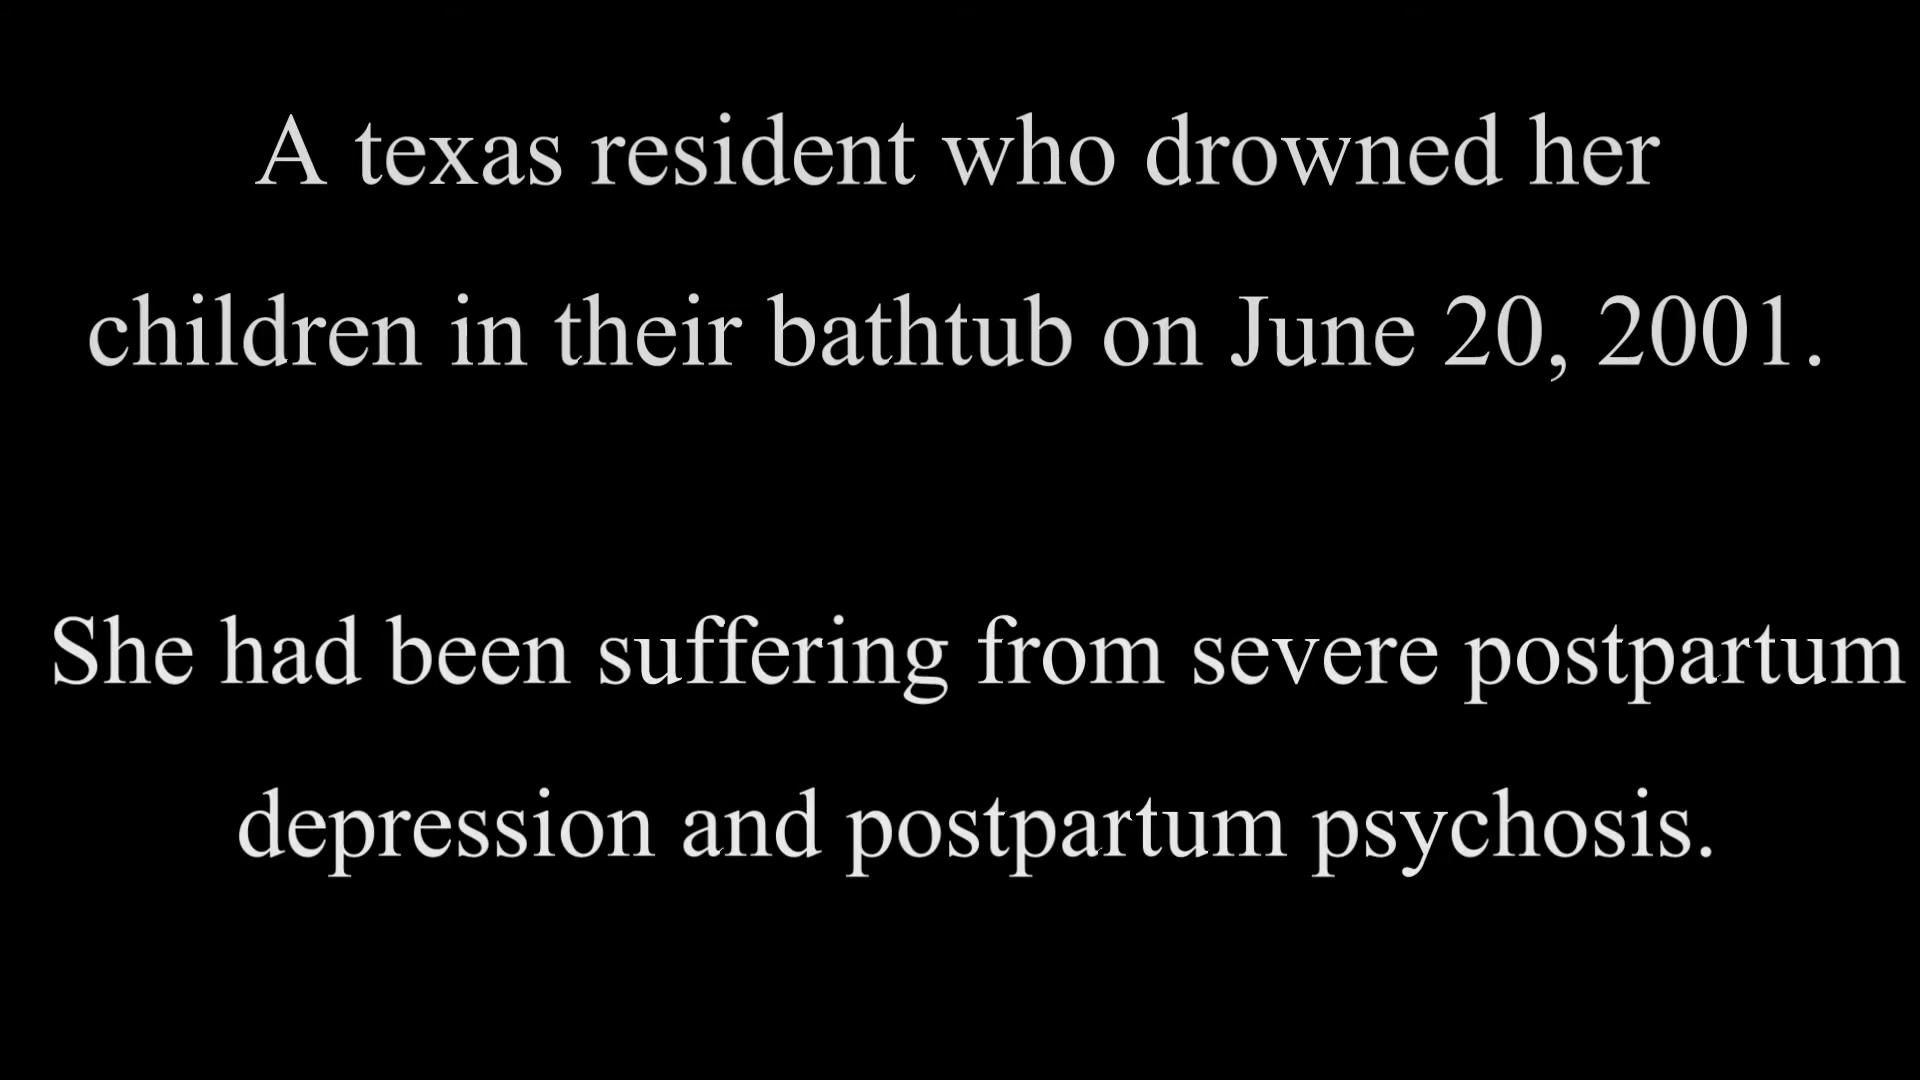 A texas resident who drowned her
children in their bathtub on June 20, 2001.
She had been suffering from severe postpartum
depression and postpartum psychosis.